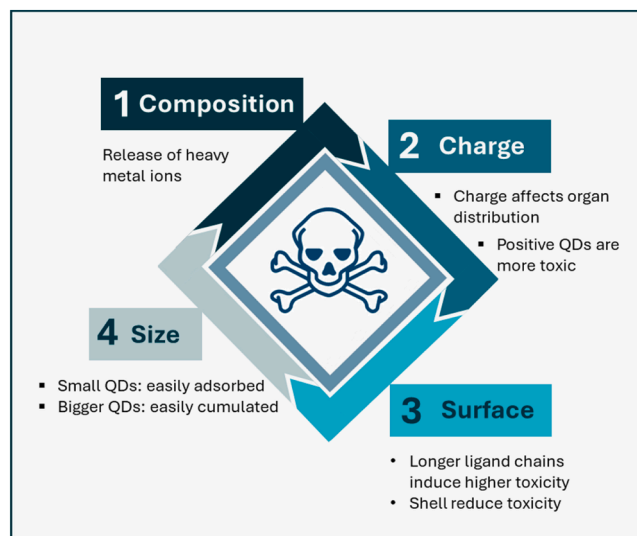 1 Composition
Release of heavy
metal ions
2 Charge
▪ Charge affects organ
distribution
▪ Positive QDs are
more toxic
3 Surface
• Longer ligand chains
induce higher toxicity
• Shell reduce toxicity
4 Size
▪ Small QDs: easily adsorbed
▪ Bigger QDs: easily cumulated